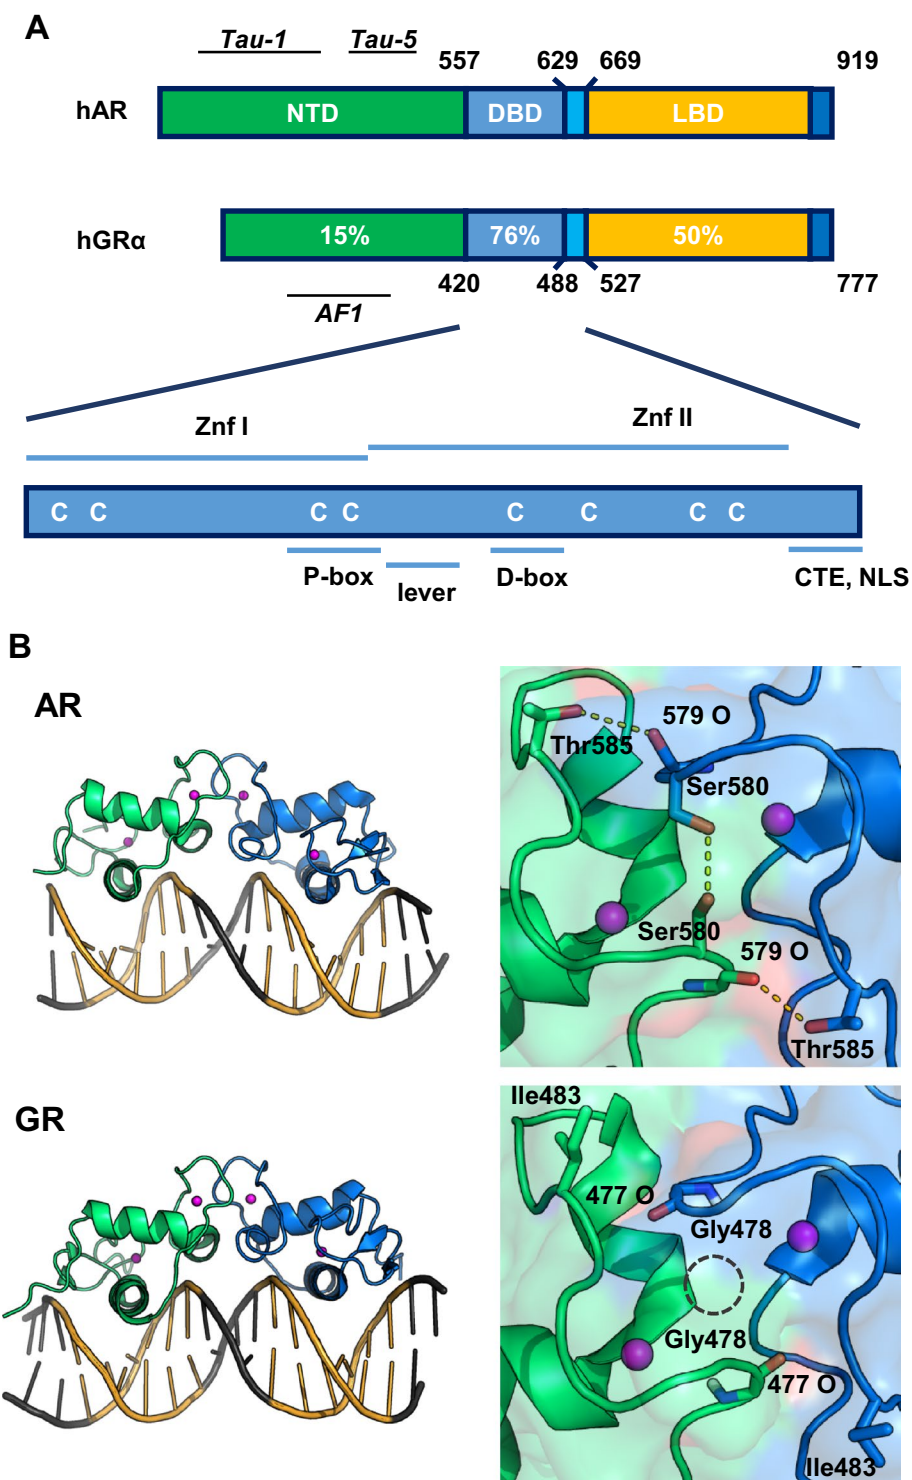 A
Tau-1 Tau-5
557 629 669 919
hAR NTD DBD LBD
hGRα 15% 76% 50%
420 488 527 777
AF1
Znf I Znf II
C C C C C C C C
P-box lever D-box CTE, NLS
B
AR
579 O
Thr585
Ser580
Ser580
579 O
Thr585
GR
Ile483
477 O
Gly478
Gly478
477 O
Ile483